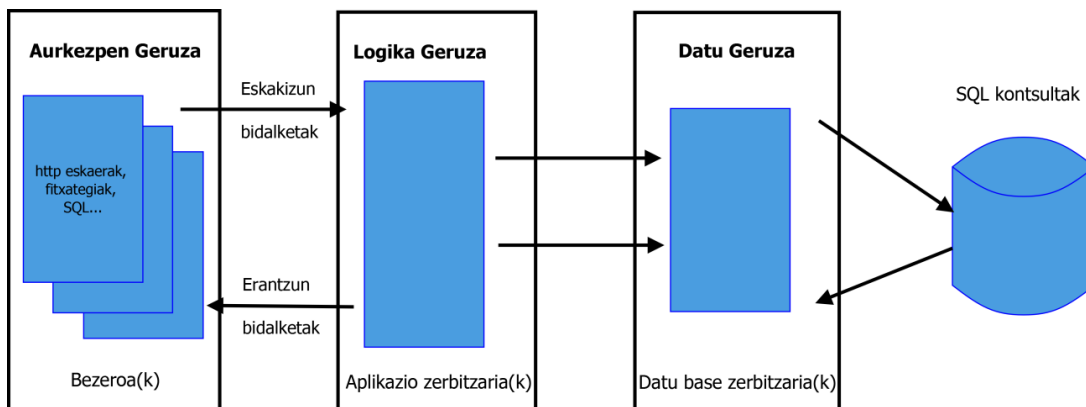 Aurkezpen Geruza
http eskaerak,
fitxategiak,
SQL...
Bezeroa(k)
Eskakizun
bidalketak
Erantzun
bidalketak
Logika Geruza
Aplikazio zerbitzaria(k)
Datu Geruza
Datu base zerbitzaria(k)
SQL kontsultak